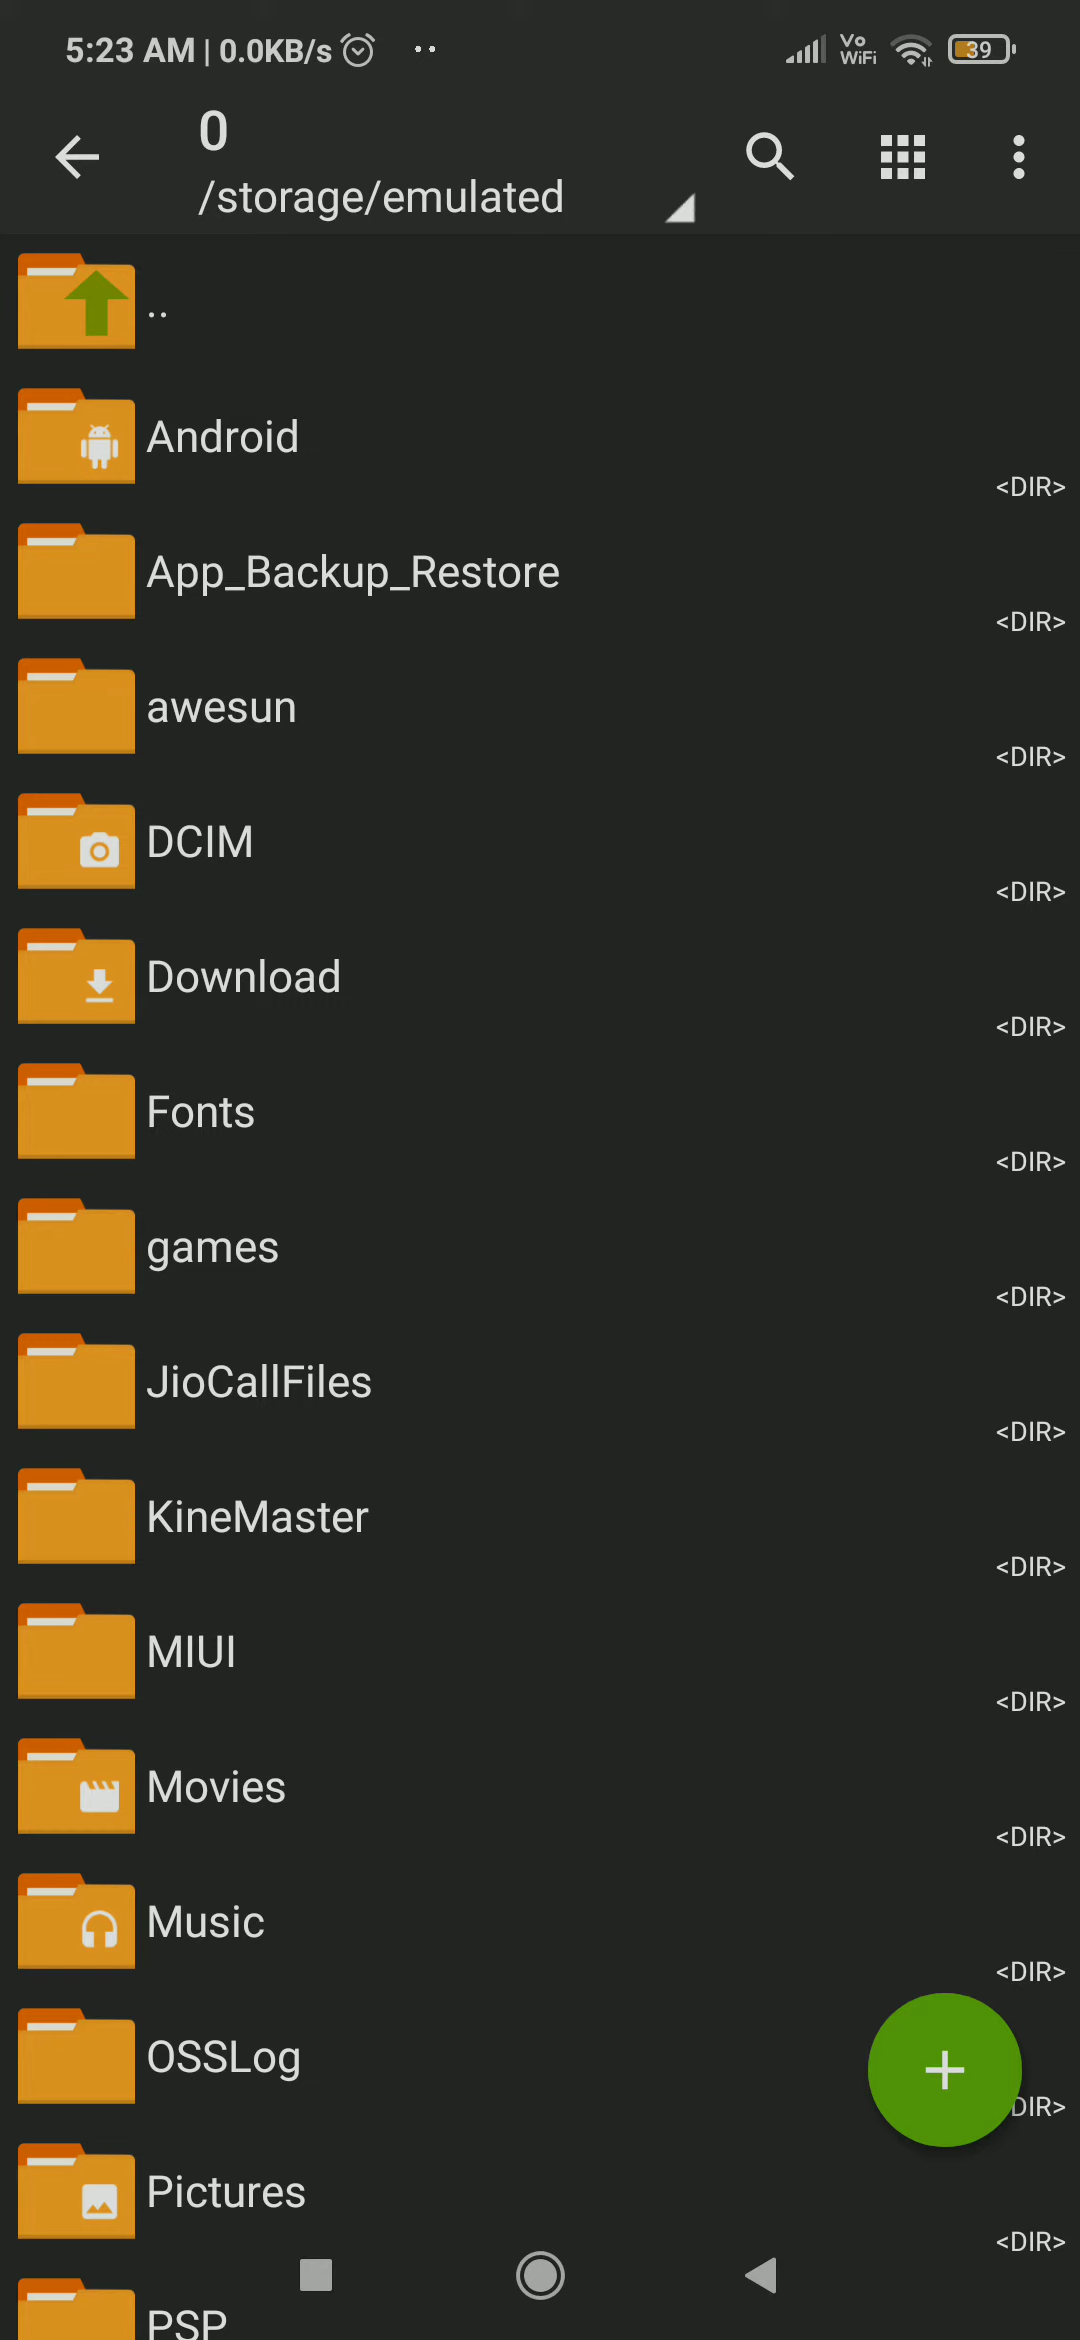 5:23 AM | 0.0KB/s
Vo
WiFi
39
0
/storage/emulated
..
Android
<DIR>
App_Backup_Restore
<DIR>
awesun
<DIR>
DCIM
<DIR>
Download
<DIR>
Fonts
<DIR>
games
<DIR>
JioCallFiles
<DIR>
KineMaster
<DIR>
MIUI
<DIR>
Movies
<DIR>
Music
<DIR>
OSSLog
DIR>
Pictures
<DIR>
PSP